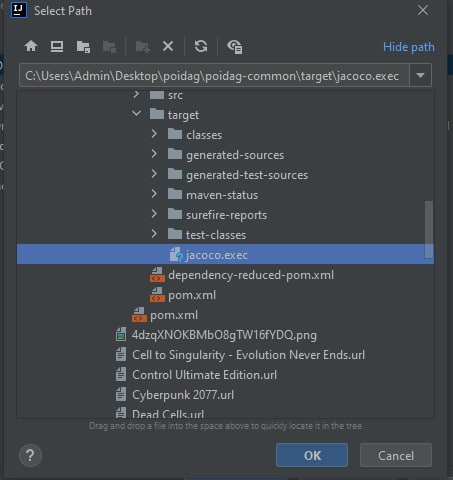 IJ Select Path
Hide path
C:\Users\Admin\Desktop\poidag\poidag-common\target\jacoco.exec
src
target
classes
generated-sources
generated-test-sources
maven-status
surefire-reports
test-classes
jacoco.exec
dependency-reduced-pom.xml
pom.xml
pom.xml
4dzqXNOKBMbO8gTW16fYDQ.png
Cell to Singularity - Evolution Never Ends.url
Control Ultimate Edition.url
Cyberpunk 2077.url
Dead Cells.url
Drag and drop a file into the space above to quickly locate it in the tree
?
OK
Cancel